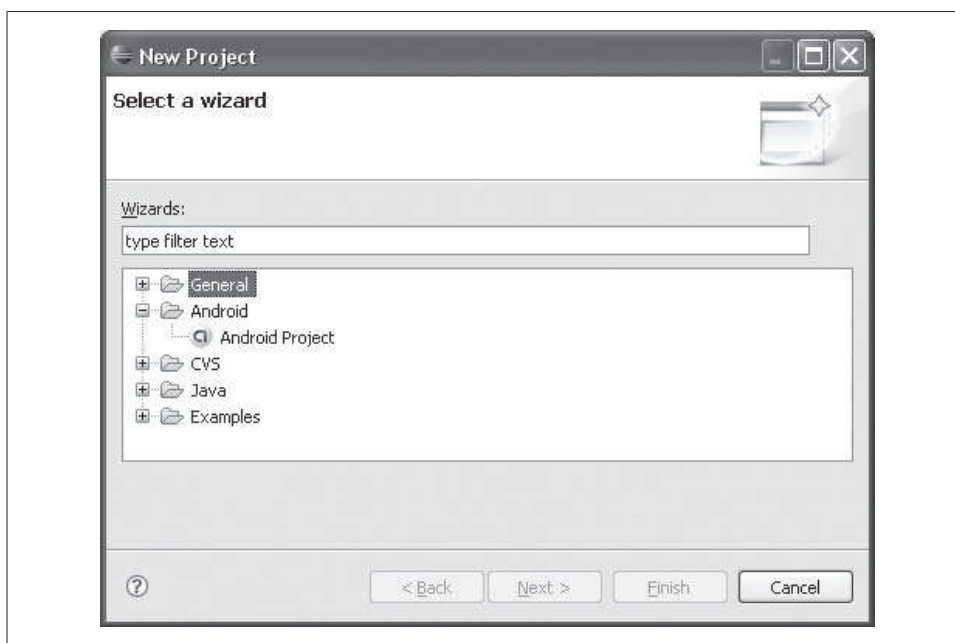 New Project
Select a wizard
Wizards:
type filter text
General
Android
Android Project
CVS
Java
Examples
< Back
Next >
Finish
Cancel